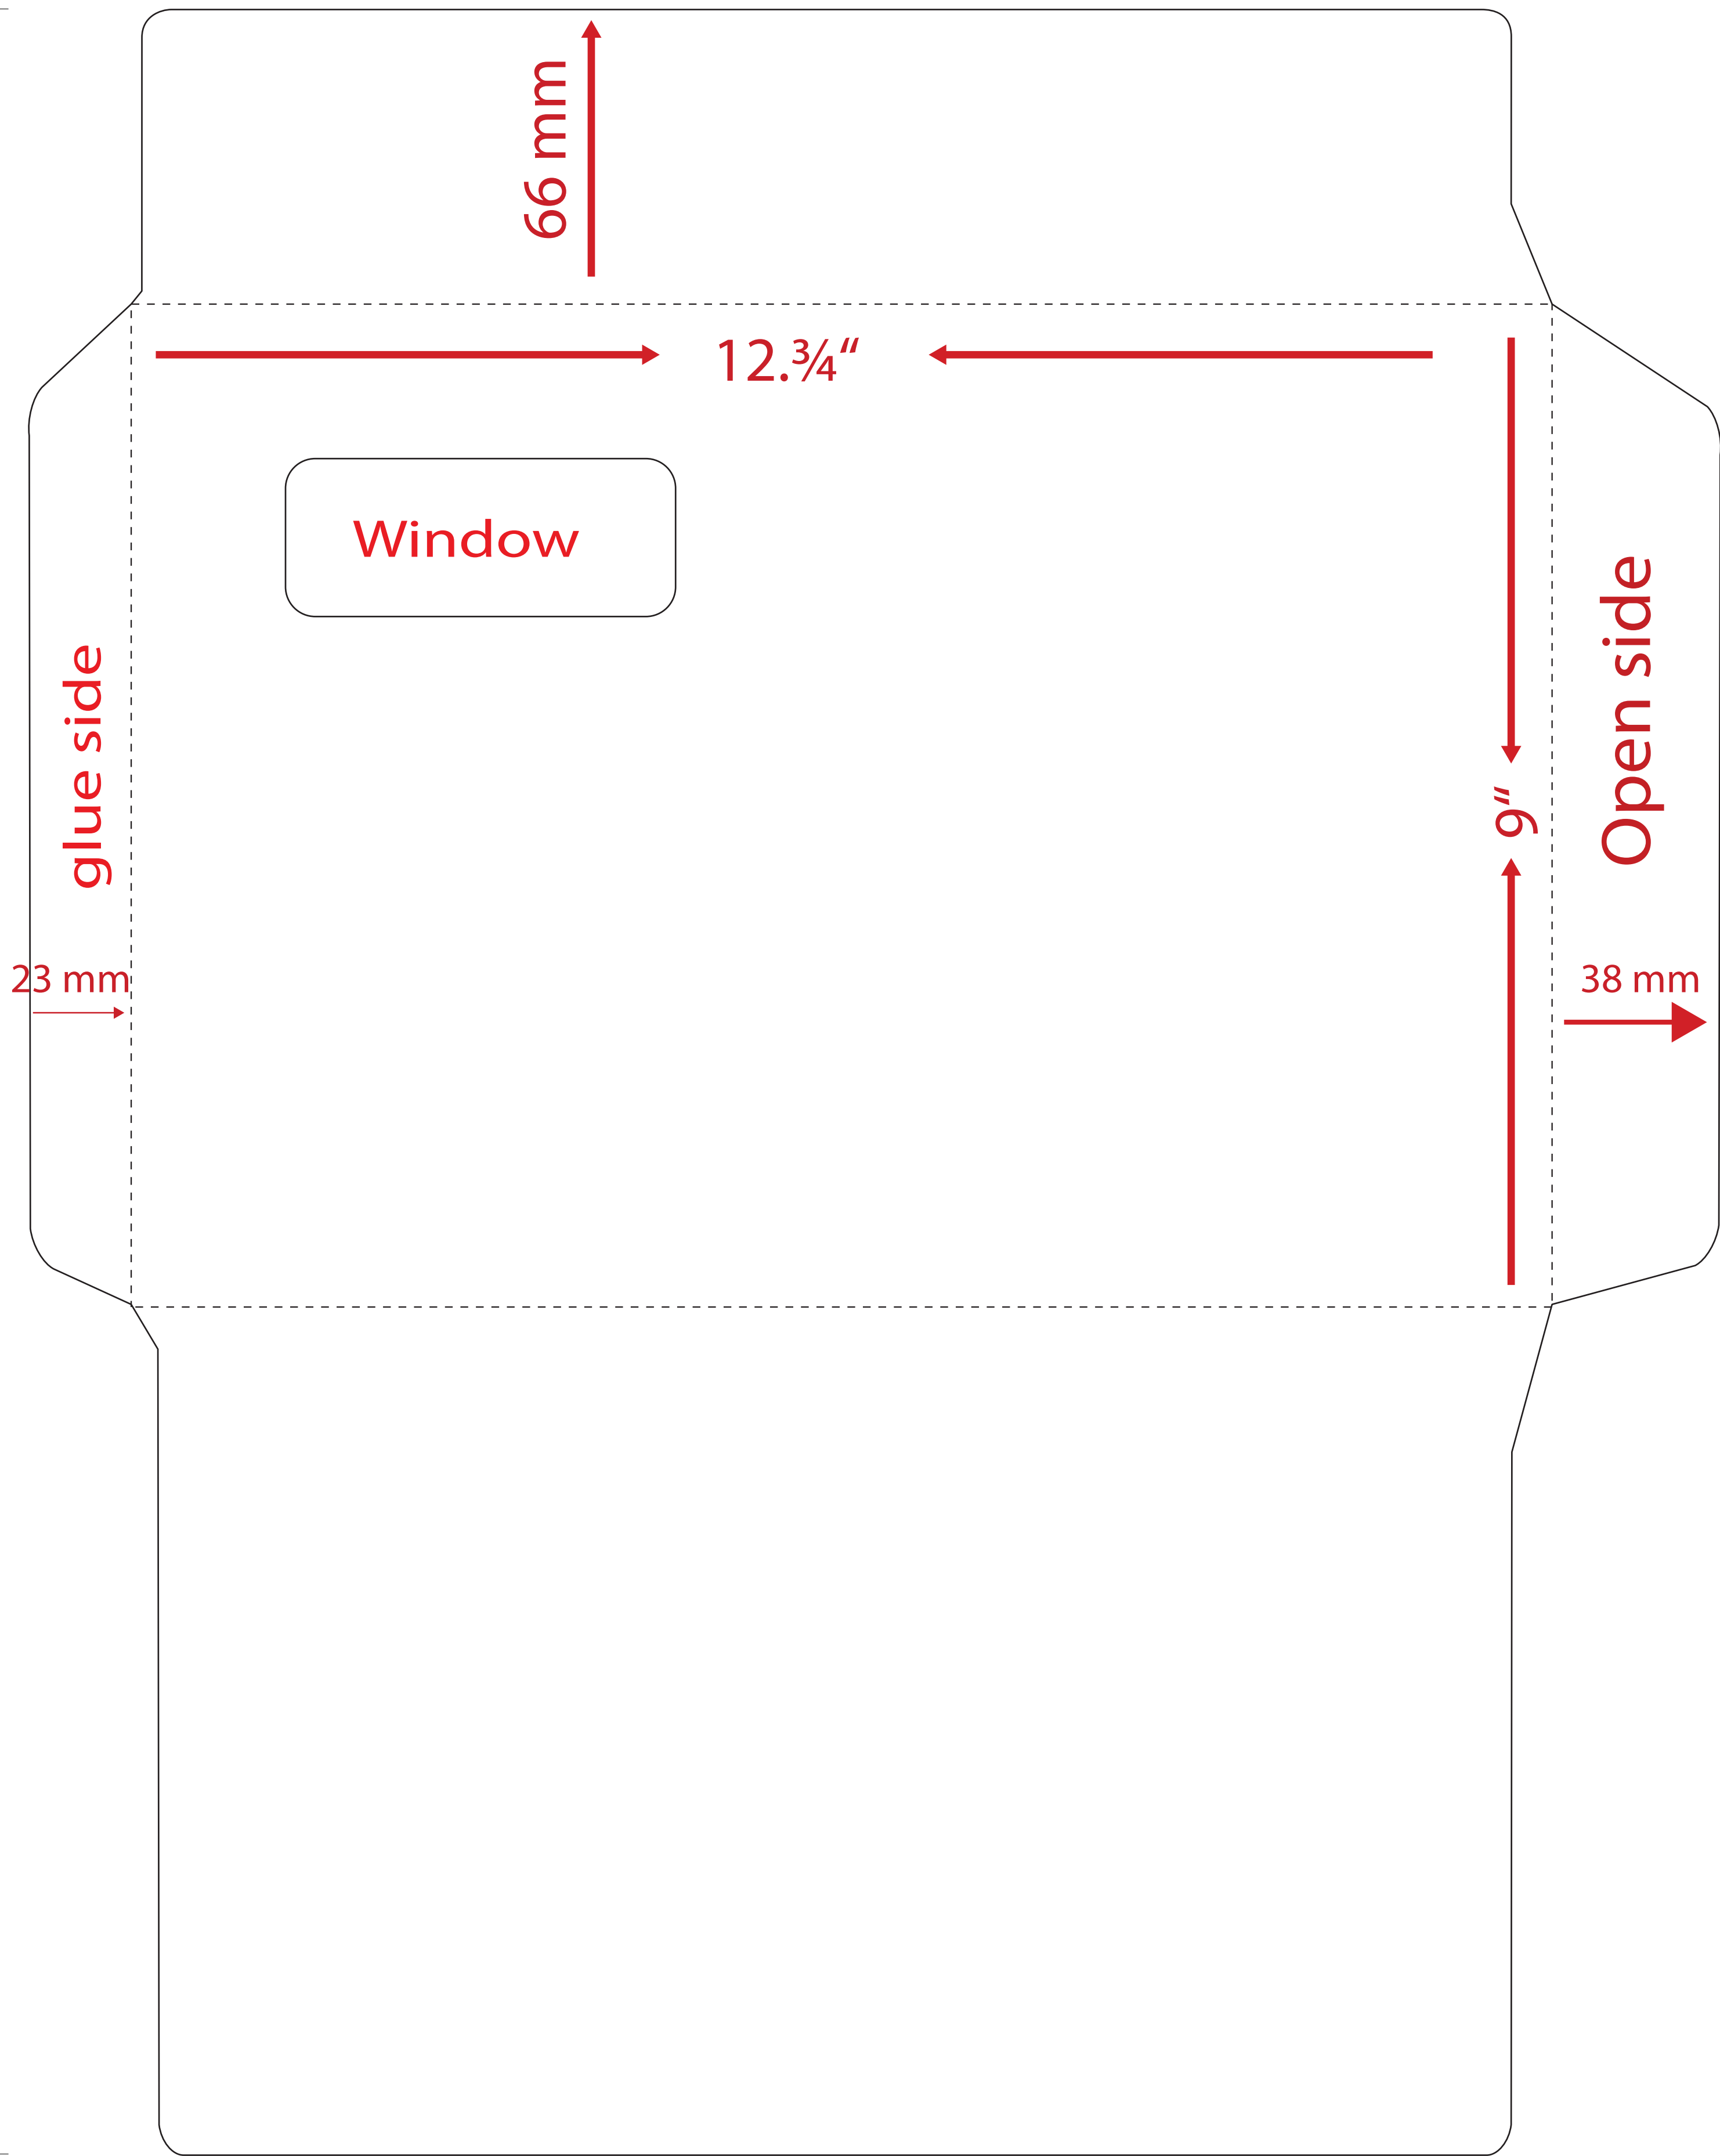 66 mm
12.¾“
Window
glue side
Open side
9“
23 mm
38 mm